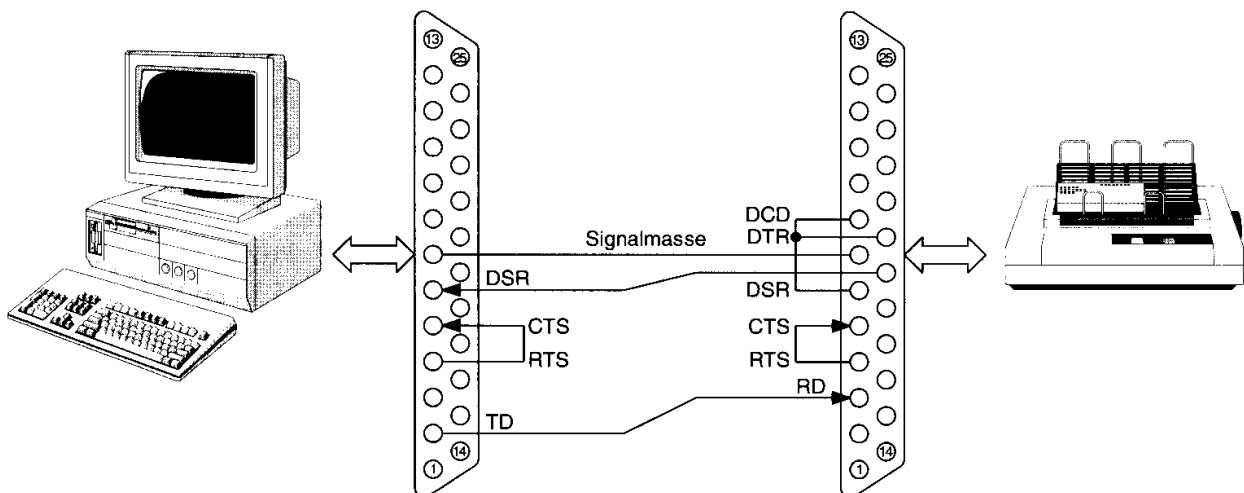 13
25
13
25
DCD
Signalmasse
DTR
DSR
DSR
CTS
CTS
RTS
RTS
RD
TD
14
14
1
1